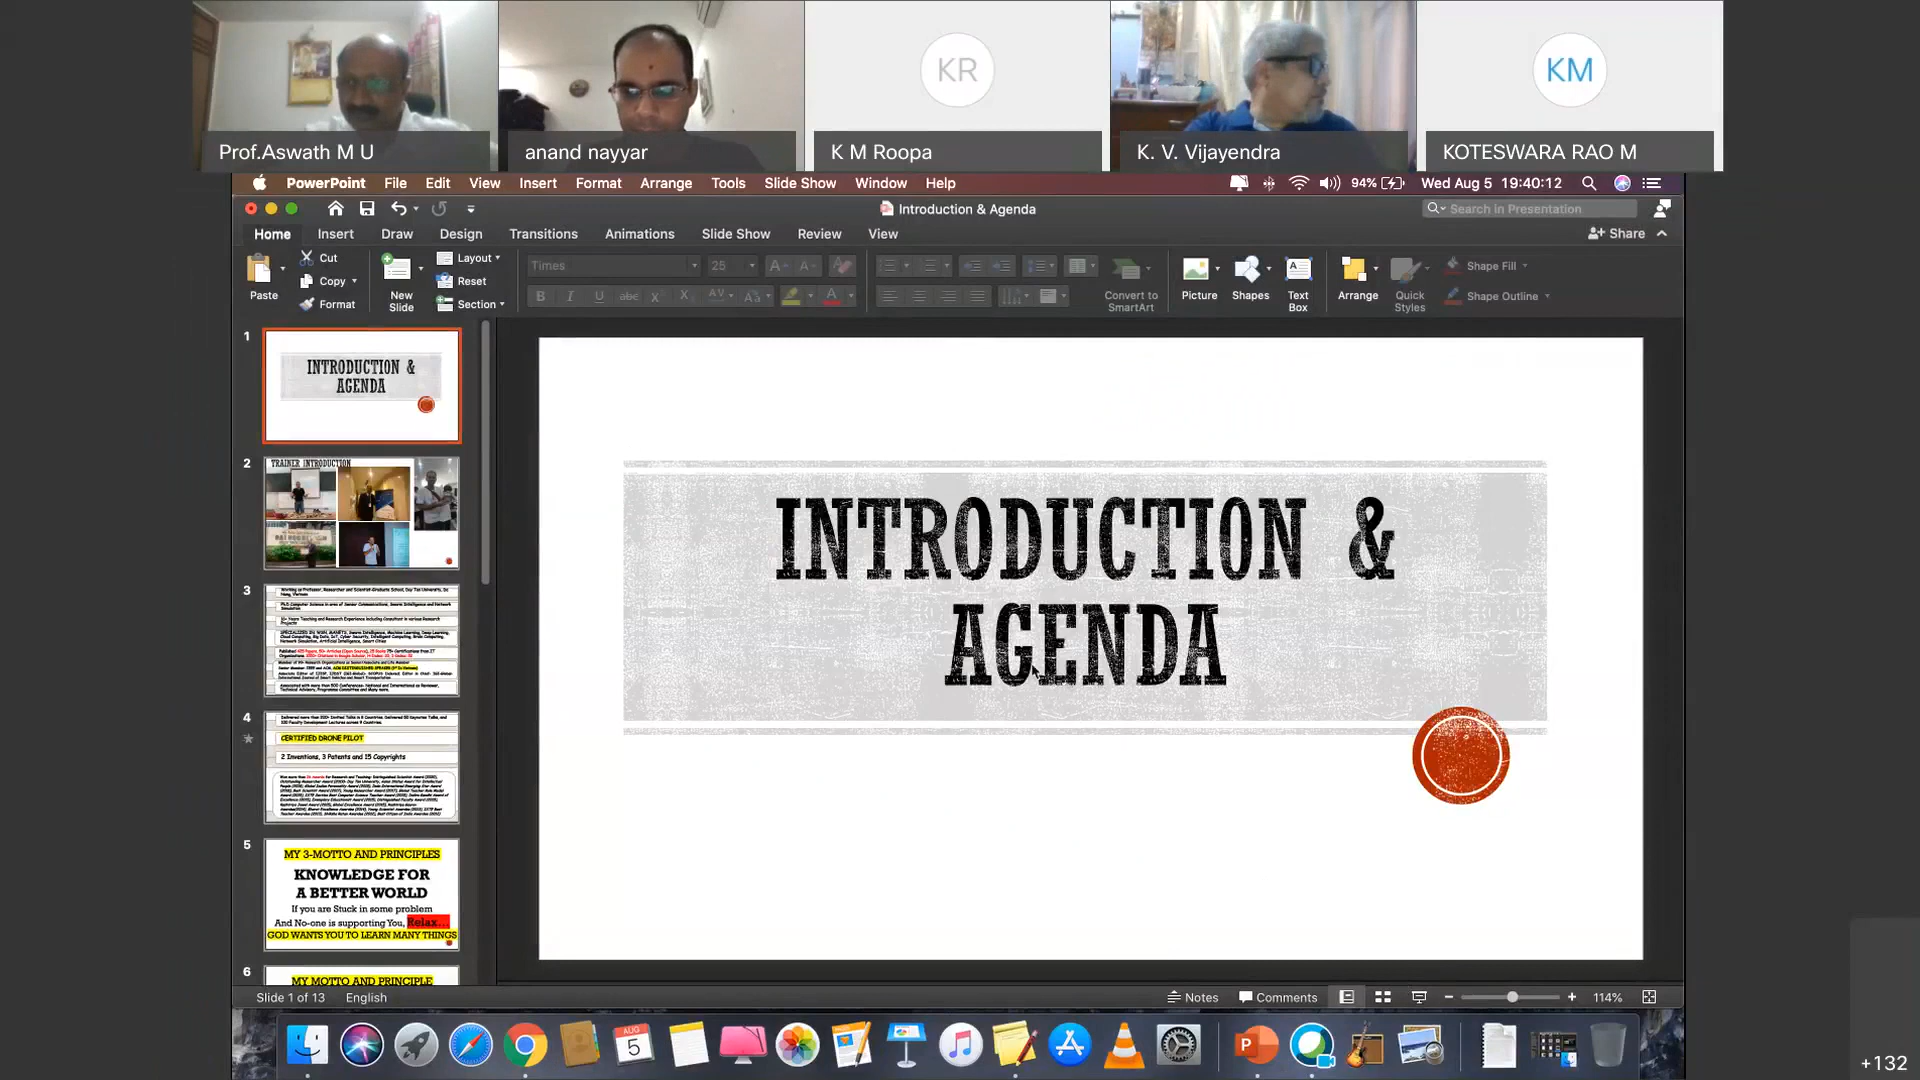 KR
KM
Prof.Aswath M U
anand nayyar
K M Roopa
K. V. Vijayendra
KOTESWARA RAO M
PowerPoint File Edit View Insert Format Arrange Tools Slide Show Window Help 94% Wed Aug 5 19:40:12
Introduction & Agenda
Search in Presentation
Home Insert Draw Design Transitions Animations Slide Show Review View Share
Paste
Cut
Copy
Format
New
Slide
Layout
Reset
Section
Times 25
Convert to
SmartArt
Picture
Shapes
Text
Box
Arrange
Quick
Styles
Shape Fill
Shape Outline
1
INTRODUCTION &
AGENDA
2
TRAINER INTRODUCTION
3
4
CERTIFIED DRONE PILOT
2 Inventions, 3 Patents and 15 Copyrights
5
MY 3-MOTTO AND PRINCIPLES
KNOWLEDGE FOR
A BETTER WORLD
If you are Stuck in some problem
And No-one is supporting You, Relax...
GOD WANTS YOU TO LEARN MANY THINGS
6
MY MOTTO AND PRINCIPLE
INTRODUCTION &
AGENDA
Slide 1 of 13 English Notes Comments 114%
AUG
5
+132